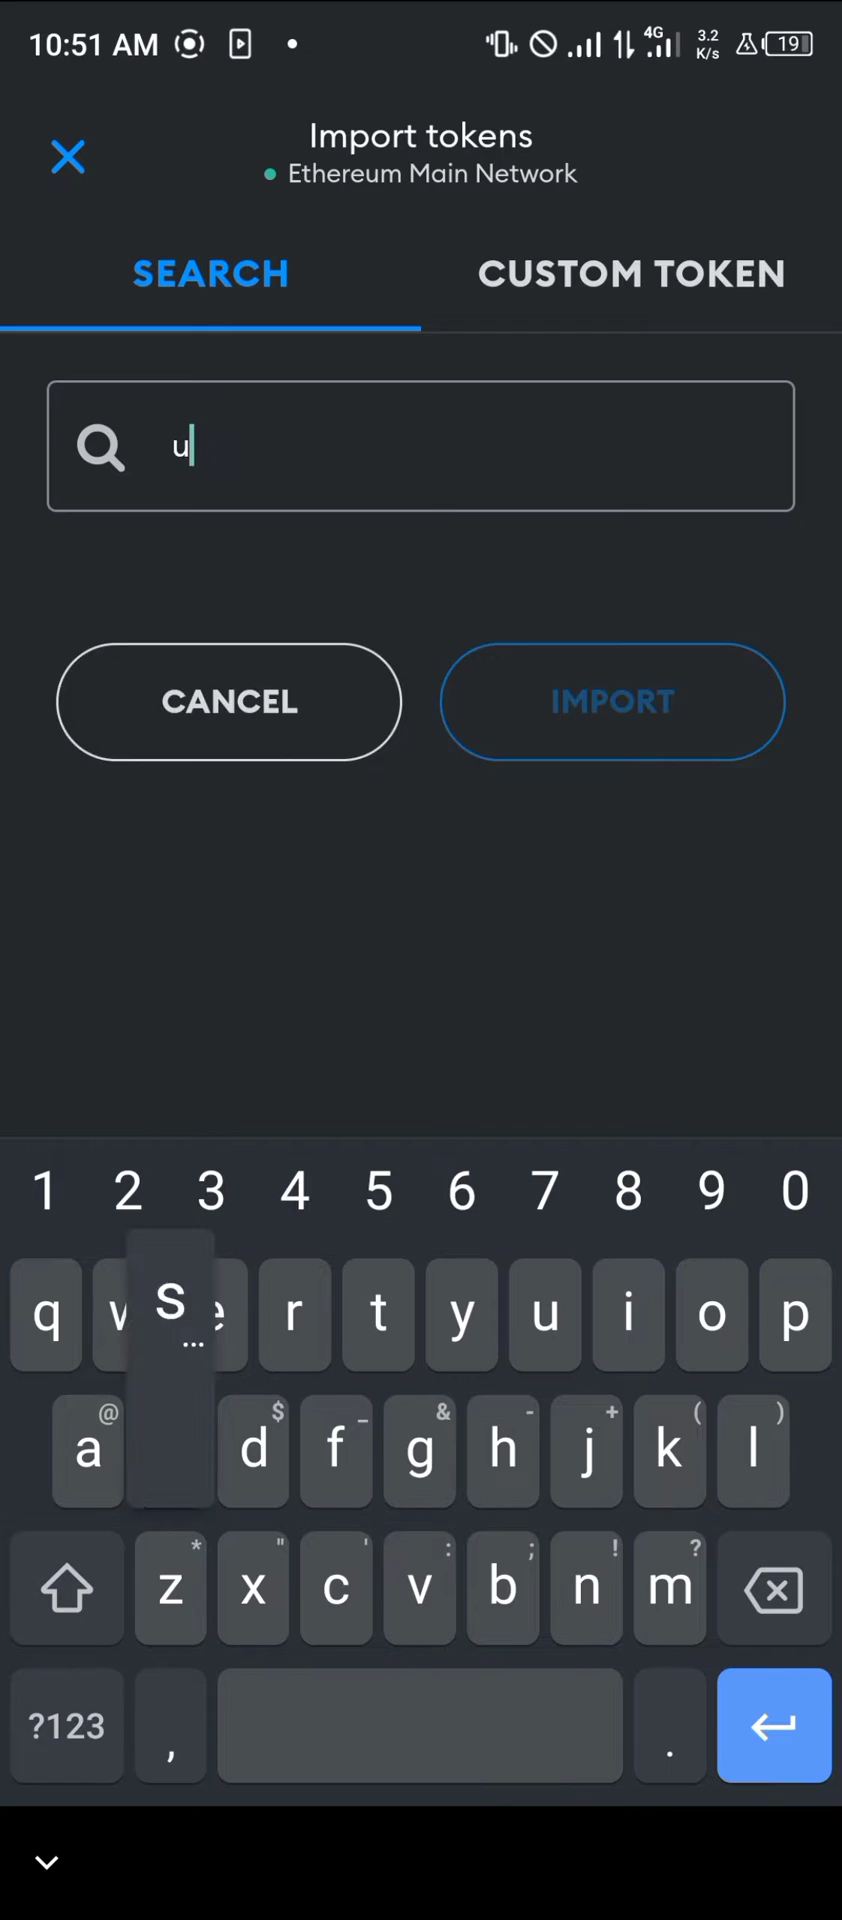 10:51 AM
4G
3.2
K/s
19
Import tokens
Ethereum Main Network
SEARCH
CUSTOM TOKEN
u
CANCEL
IMPORT
1 2 3 4 5 6 7 8 9 0
q w e r t y u i o p
s
...
@ $ _ & - + ( )
a d f g h j k l
* " ' : ; ! ?
z x c v b n m
?123 , .